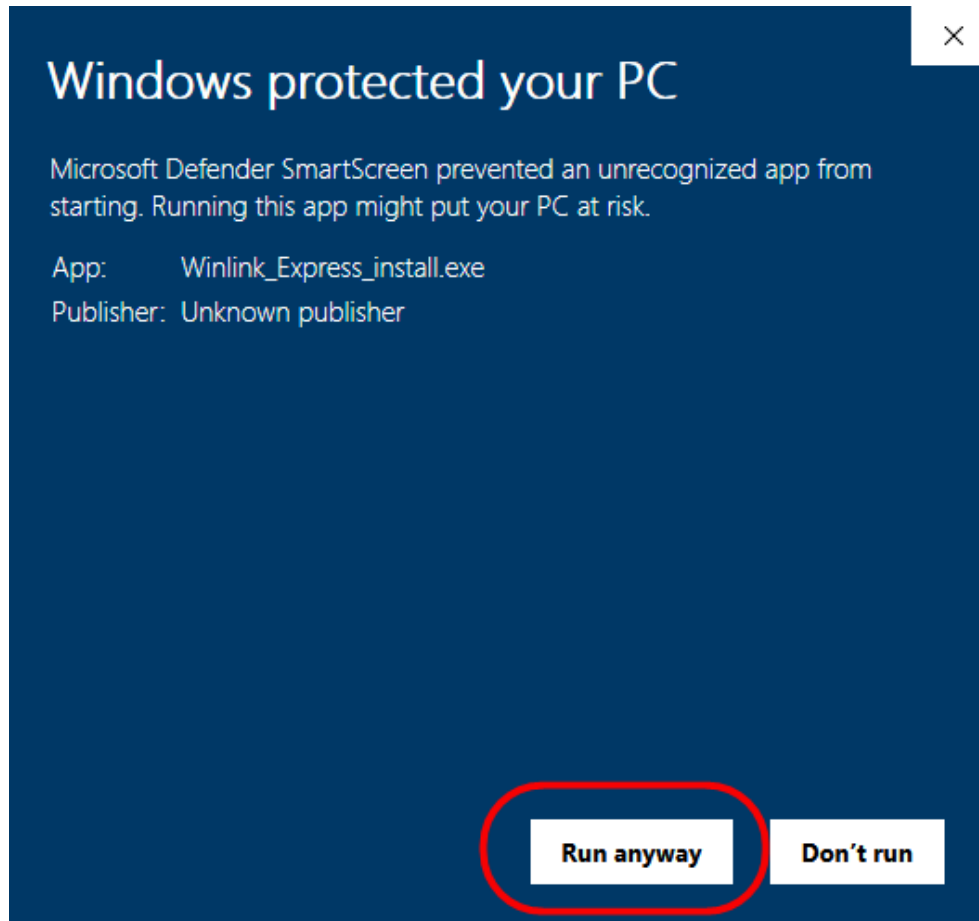 Windows protected your PC
Microsoft Defender SmartScreen prevented an unrecognized app from
starting. Running this app might put your PC at risk.
App: Winlink_Express_install.exe
Publisher: Unknown publisher
Run anyway Don't run